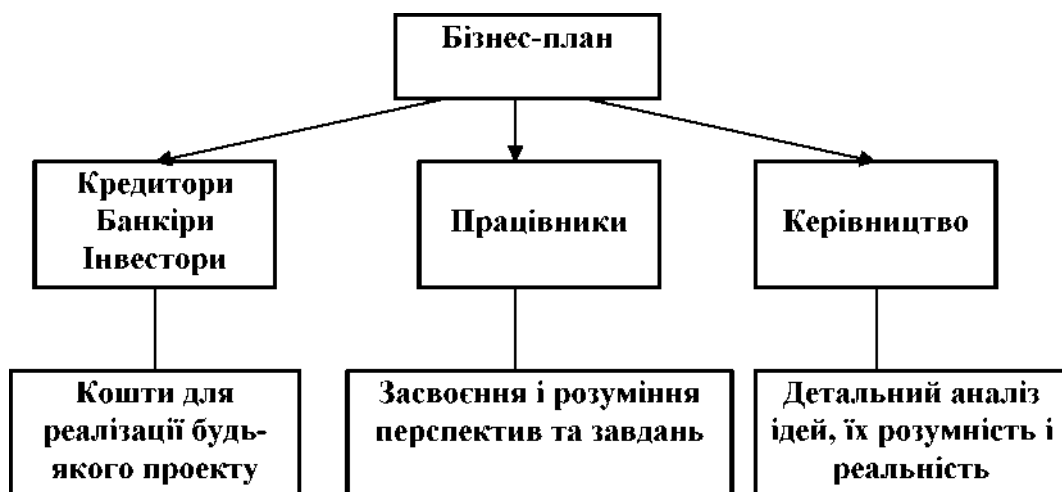 Бізнес-план
Кредитори
Банкіри
Інвестори
Працівники
Керівництво
Кошти для
реалізації будь-
якого проекту
Засвоєння і розуміння
перспектив та завдань
Детальний аналіз
ідей, їх розумність і
реальність